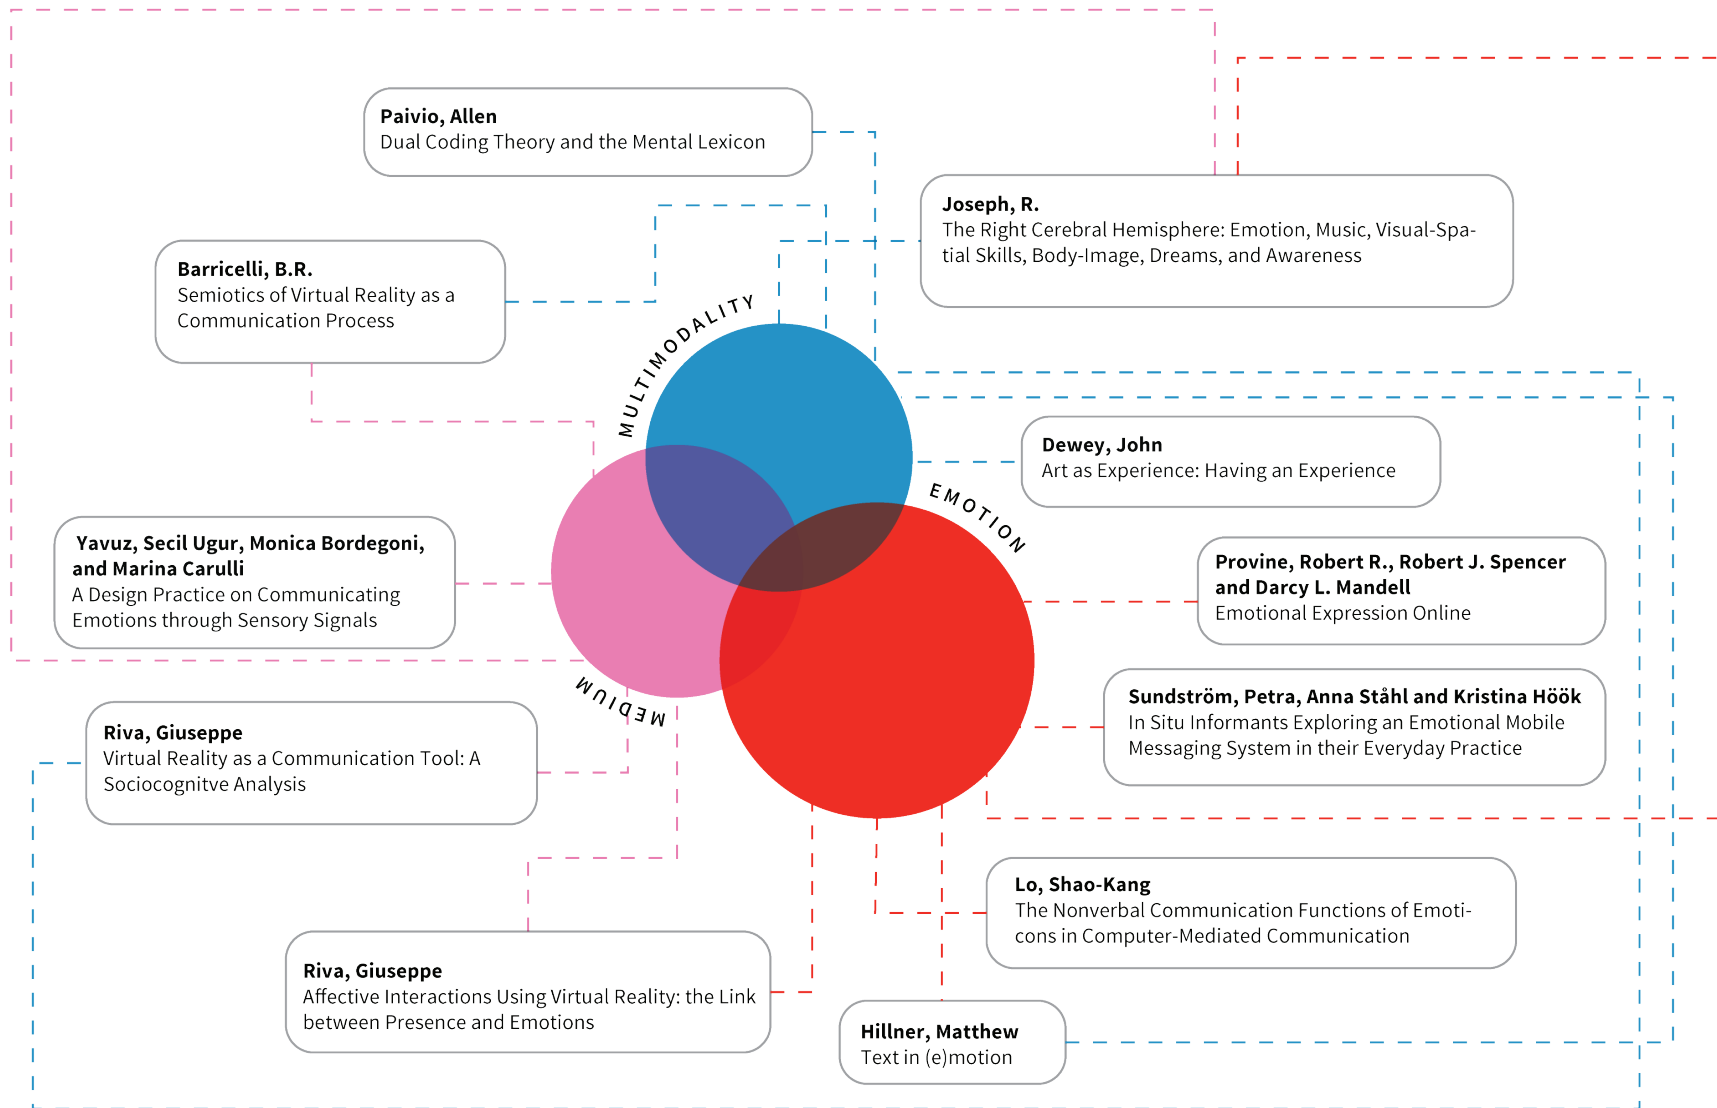 Paivio, Allen
Dual Coding Theory and the Mental Lexicon
Joseph, R.
The Right Cerebral Hemisphere: Emotion, Music, Visual-Spa-
tial Skills, Body-Image, Dreams, and Awareness
Barricelli, B.R.
Semiotics of Virtual Reality as a
Communication Process
MULTIMODALITY
Dewey, John
Art as Experience: Having an Experience
EMOTION
Yavuz, Secil Ugur, Monica Bordegoni,
and Marina Carulli
A Design Practice on Communicating
Emotions through Sensory Signals
Provine, Robert R., Robert J. Spencer
and Darcy L. Mandell
Emotional Expression Online
Sundström, Petra, Anna Ståhl and Kristina Höök
In Situ Informants Exploring an Emotional Mobile
Messaging System in their Everyday Practice
MEDIUM
Riva, Giuseppe
Virtual Reality as a Communication Tool: A
Sociocognitve Analysis
Lo, Shao-Kang
The Nonverbal Communication Functions of Emoti-
cons in Computer-Mediated Communication
Riva, Giuseppe
Affective Interactions Using Virtual Reality: the Link
between Presence and Emotions
Hillner, Matthew
Text in (e)motion